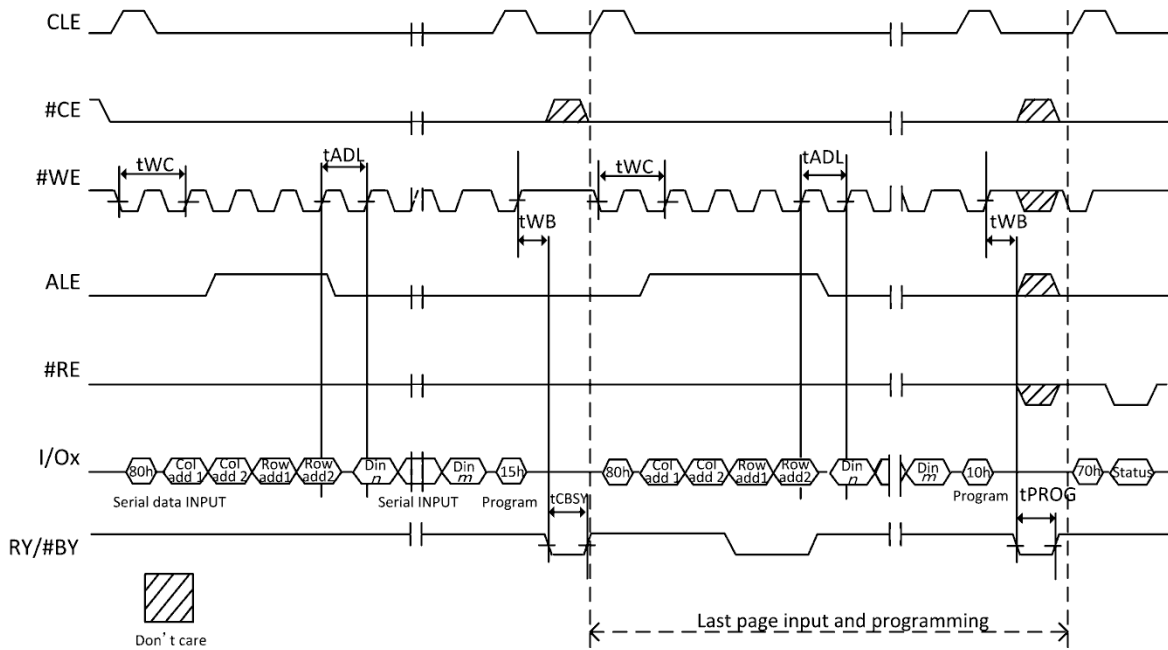 CLE
#CE
tWC
tADL
tWC
tADL
#WE
tWB
tWB
ALE
#RE
I/Ox
80h
Col
add 1
Col
add 2
Row
add1
Row
add2
Din
n
Din
m
15h
80h
Col
add 1
Col
add 2
Row
add1
Row
add2
Din
n
Din
m
10h
70h
Status
Serial data INPUT
Serial INPUT
Program
tCBSY
Program
tPROG
RY/#BY
Last page input and programming
Don't care